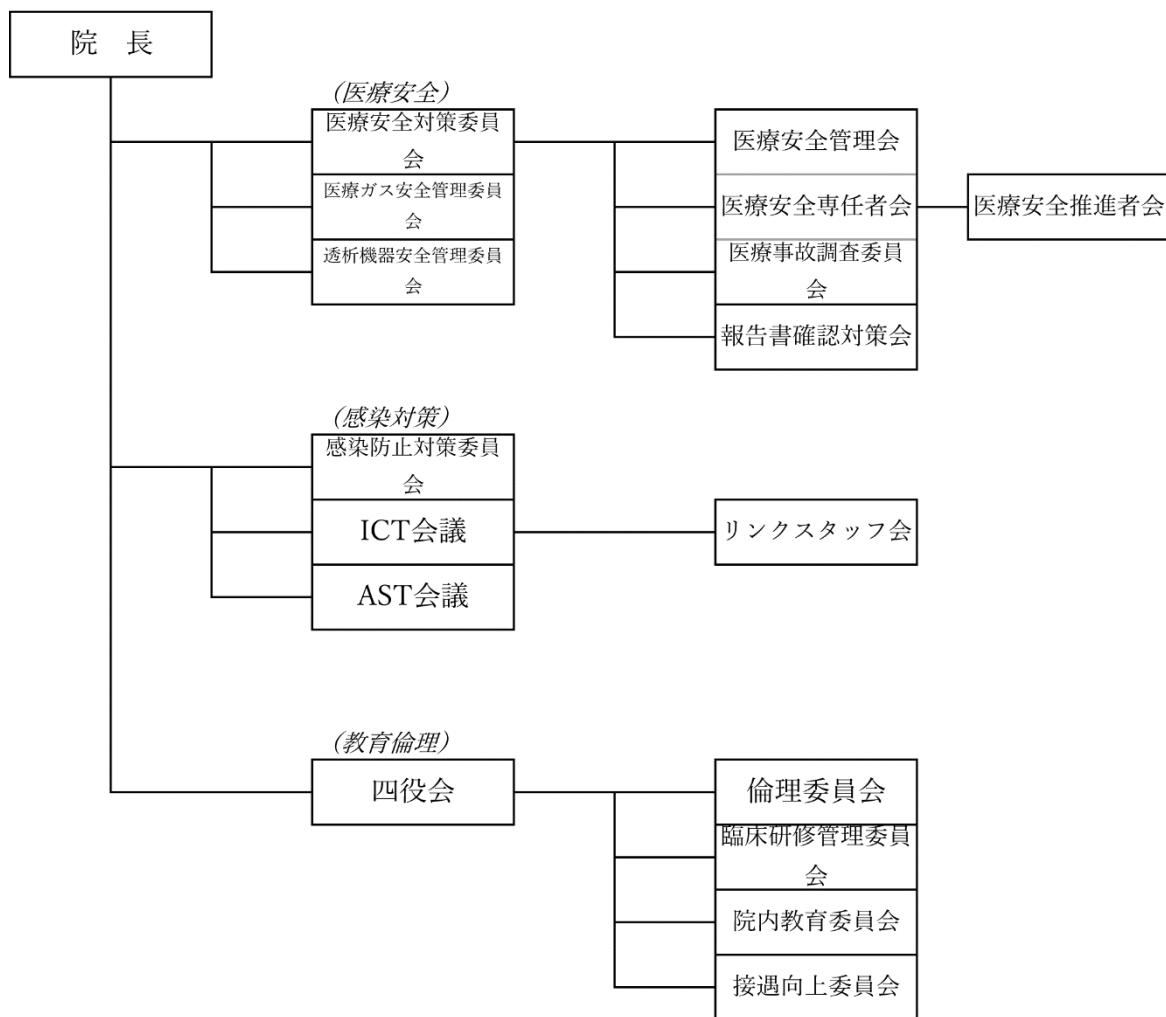 院　長
(医療安全)
医療安全対策委員
会
医療ガス安全管理委員
会
透析機器安全管理委員
会
医療安全管理会
医療安全専任者会
医療事故調査委員
会
報告書確認対策会
医療安全推進者会
(感染対策)
感染防止対策委員
会
ICT会議
AST会議
リンクスタッフ会
(教育倫理)
四役会
倫理委員会
臨床研修管理委員
会
院内教育委員会
接遇向上委員会